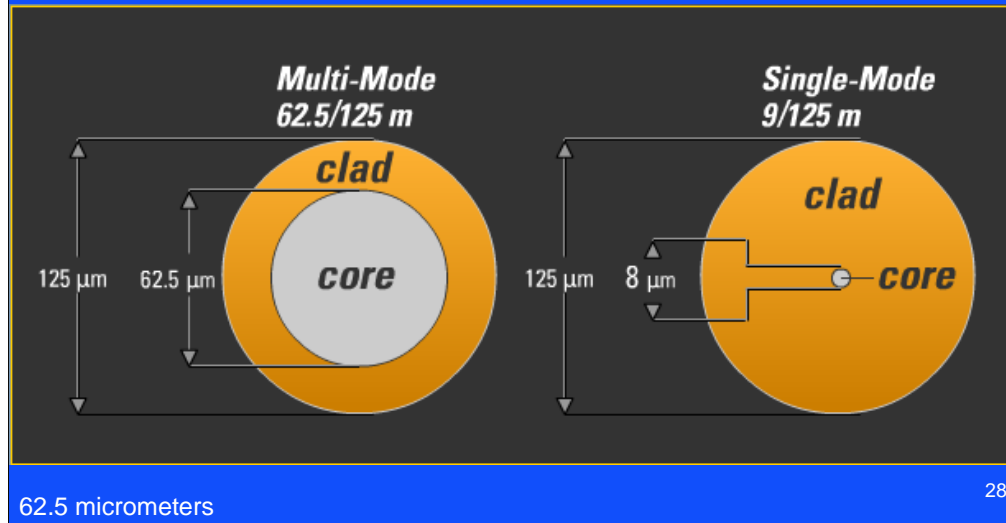 Multi-Mode
62.5/125 m
Single-Mode
9/125 m
clad
clad
125 μm
62.5 μm
core
125 μm
8 μm
core
62.5 micrometers
28